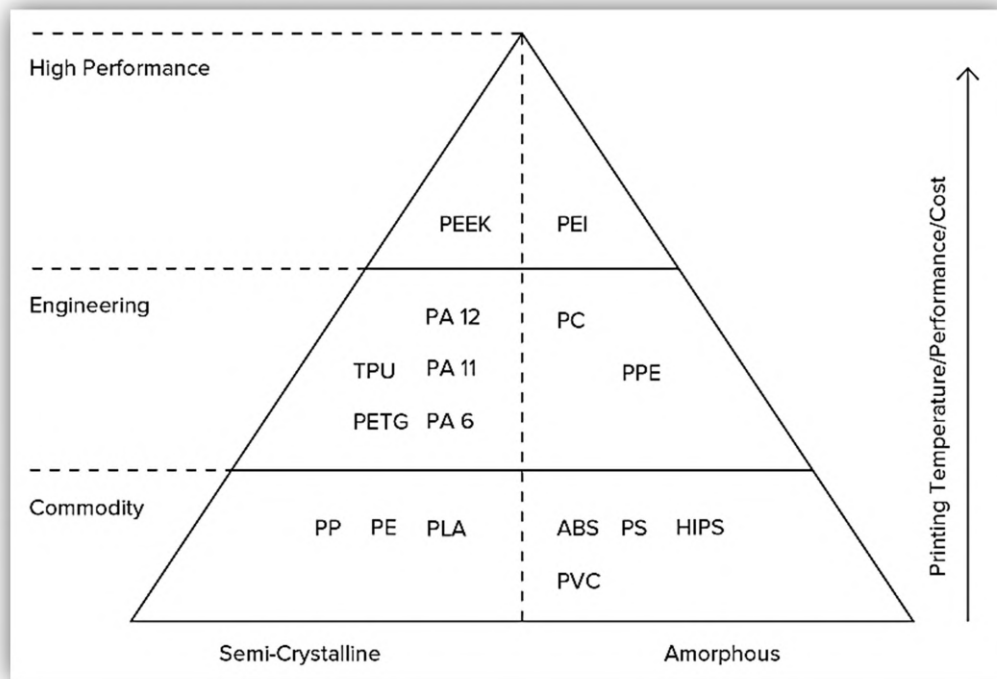 High Performance
PEEK PEI
Engineering
PA 12 PC
TPU PA 11 PPE
PETG PA 6
Commodity
PP PE PLA ABS PS HIPS
PVC
Semi-Crystalline Amorphous
Printing Temperature/Performance/Cost